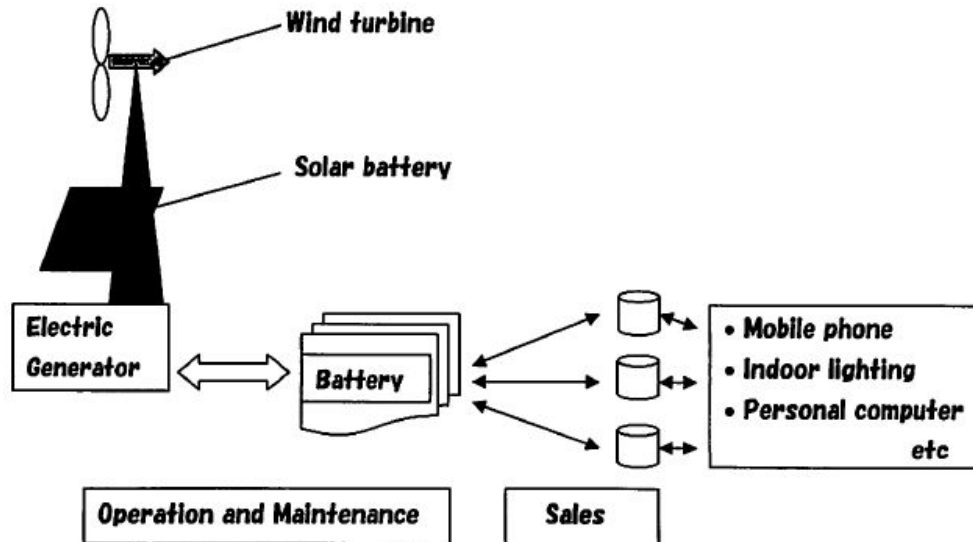 Wind turbine
Solar battery
Electric
Generator
Battery
• Mobile phone
• Indoor lighting
• Personal computer
etc
Operation and Maintenance
Sales